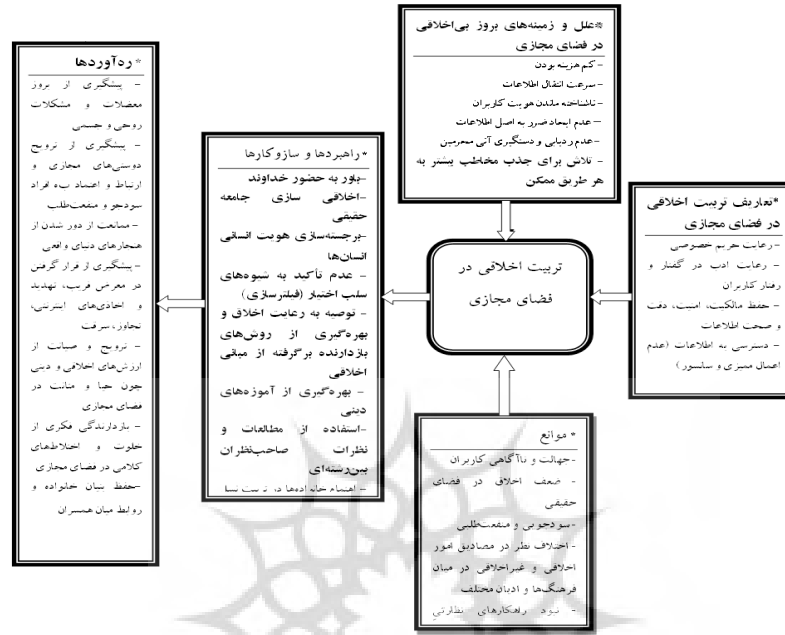 *علل و زمینه‌های بروز بی‌اخلاقی
در فضای مجازی
- کم هزینه بودن
- سرعت انتقال اطلاعات
- ناشناخته ماندن هویت کاربران
- عدم ایجاد ضرر به اصل اطلاعات
- عدم ردیابی و دستگیری آنی مجرمین
- تلاش برای جذب مخاطب بیشتر به
هر طریق ممکن
*تعاریف تربیت اخلاقی
در فضای مجازی
- رعایت حریم خصوصی
- رعایت ادب در گفتار و
رفتار کاربران
- حفظ مالکیت، امنیت، دقت
و صحت اطلاعات
- دسترسی به اطلاعات (عدم
اعمال ممیزی و سانسور)
تربیت اخلاقی در
فضای مجازی
* موانع
- جهالت و ناآگاهی کاربران
- ضعف اخلاق در فضای
حقیقی
- سودجویی و منفعت‌طلبی
- اختلاف نظر در مصادیق امور
اخلاقی و غیراخلاقی در میان
فرهنگ‌ها و ادیان مختلف
- نبود راهکارهای نظارتی
*راهبردها و سازوکارها
-باور به حضور خداوند
-اخلاقی سازی جامعه
حقیقی
-برجسته‌سازی هویت انسانی
انسان‌ها
- عدم تأکید به شیوه‌های
سلب اختیار (فیلترسازی)
- توصیه به رعایت اخلاق و
بهره‌گیری از روش‌های
بازدارنده برگرفته از مبانی
اخلاقی
- بهره‌گیری از آموزه‌های
دینی
-استفاده از مطالعات و
نظرات صاحب‌نظران
بین‌رشته‌ای
- اهتمام خانواده‌ها در تربیت
*ره‌آوردها
- پیشگیری از بروز
معضلات و مشکلات
روحی و جسمی
- پیشگیری از ترویج
دوستی‌های مجازی و
ارتباط و اعتماد به افراد
سودجو و منفعت‌طلب
- ممانعت از دور شدن از
هنجارهای دنیای واقعی
-پیشگیری از قرار گرفتن
در معرض فریب، تهدید
و اخاذی‌های اینترنتی،
تجاوز، سرقت
- ترویج و صیانت از
ارزش‌های اخلاقی و دینی
چون حیا و متانت در
فضای مجازی
- بازدارندگی فکری از
خلوت و اختلاط‌های
کلامی در فضای مجازی
-حفظ بنیان خانواده و
روابط میان همسران